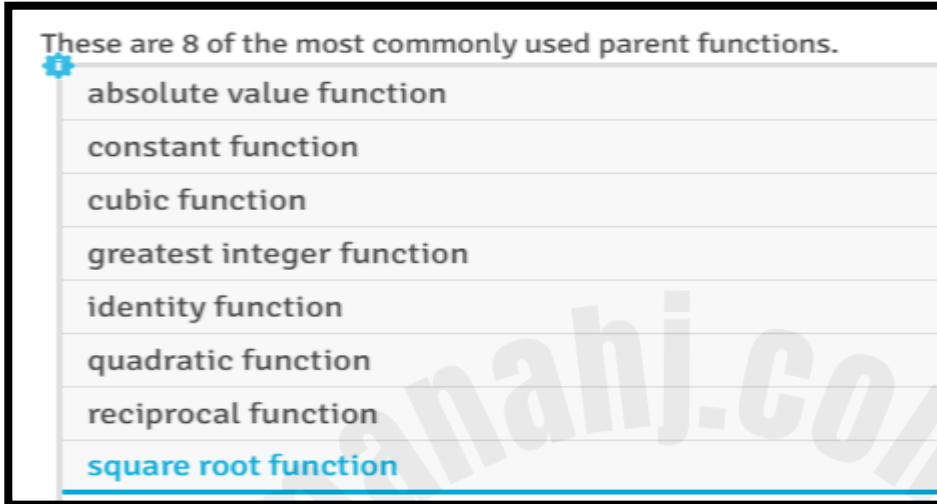 These are 8 of the most commonly used parent functions.
i
absolute value function
constant function
cubic function
greatest integer function
identity function
quadratic function
reciprocal function
square root function